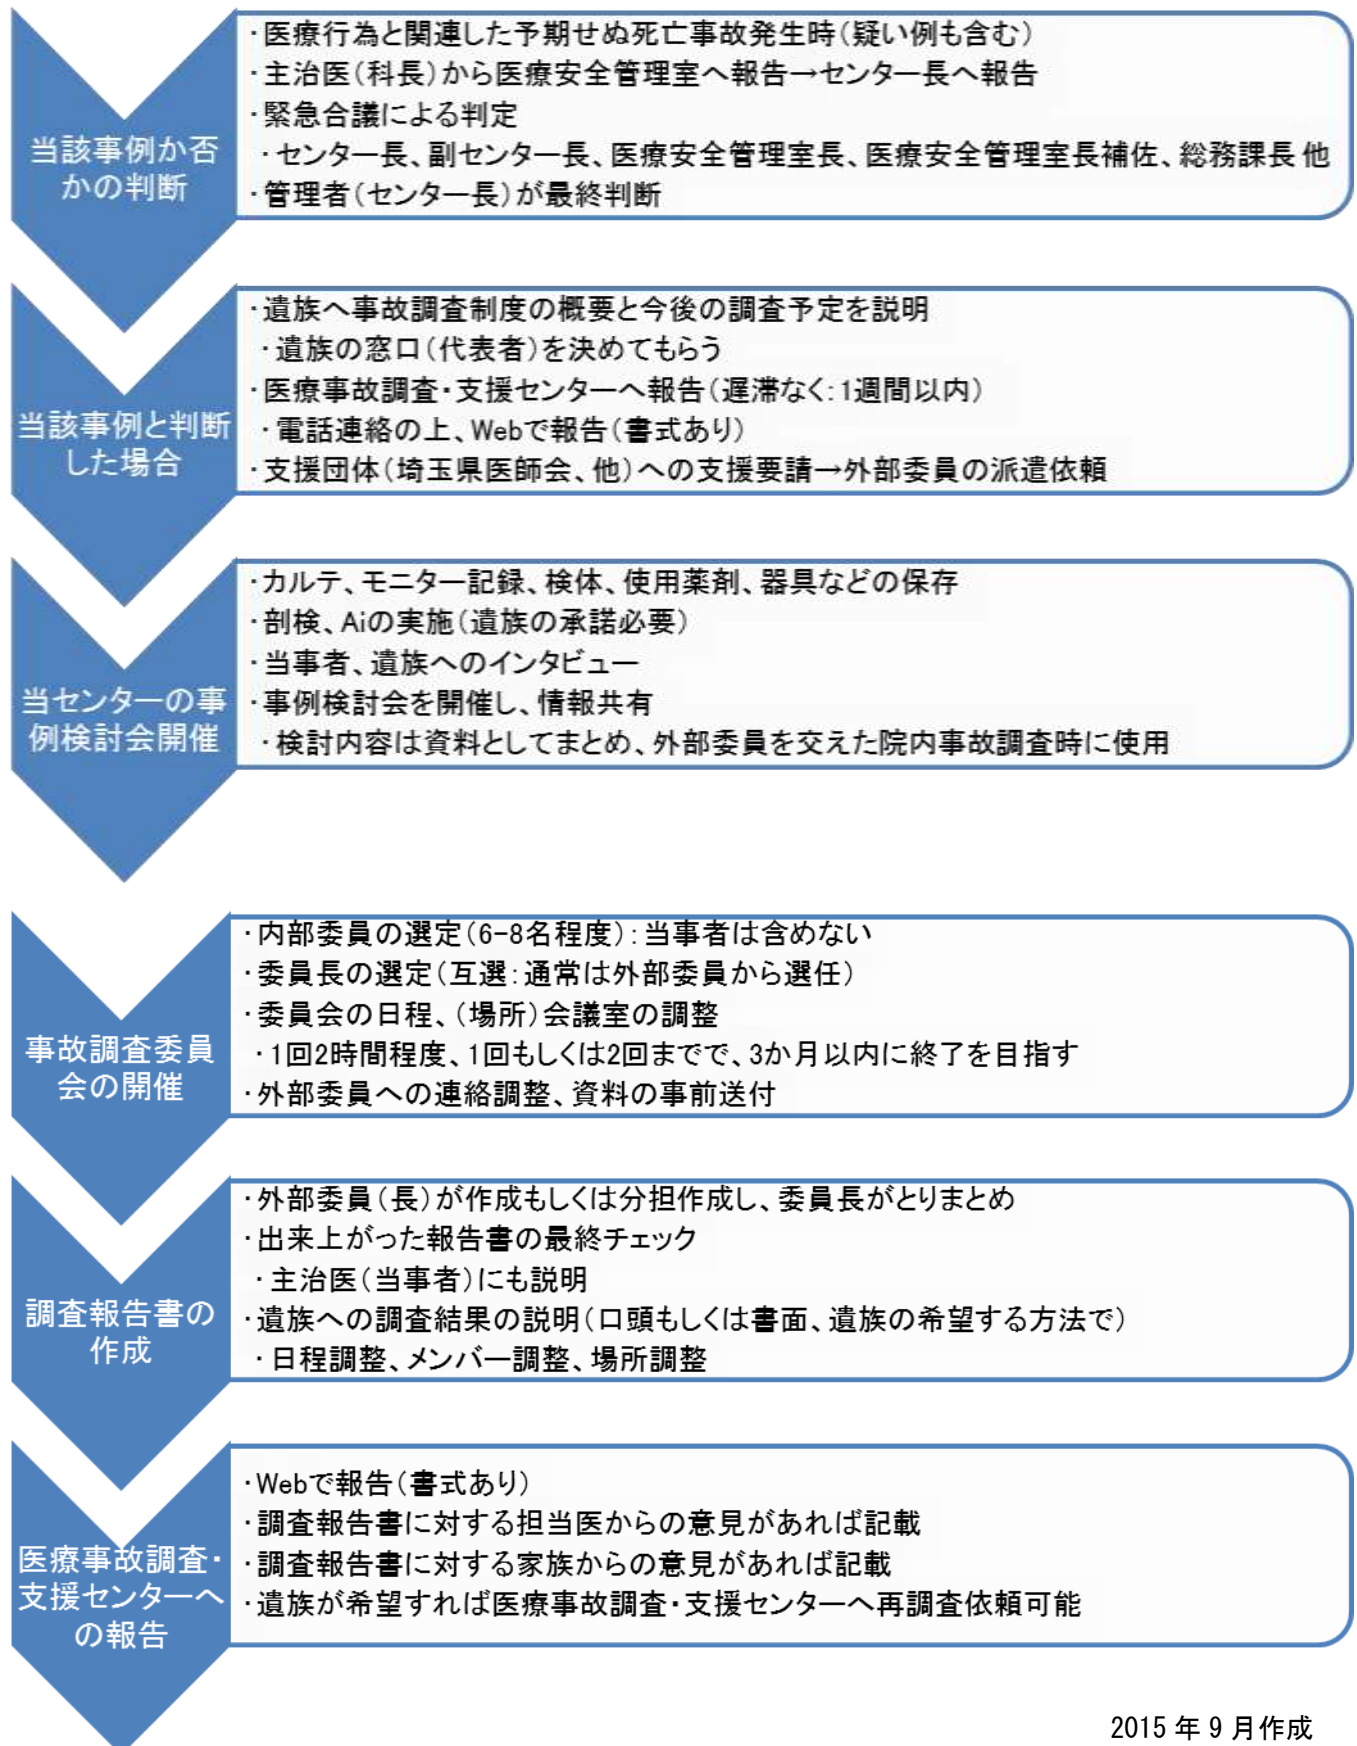 当該事例か否
かの判断
・医療行為と関連した予期せぬ死亡事故発生時（疑い例も含む）
・主治医（科長）から医療安全管理室へ報告→センター長へ報告
・緊急合議による判定
・センター長、副センター長、医療安全管理室長、医療安全管理室長補佐、総務課長 他
・管理者（センター長）が最終判断
当該事例と判断
した場合
・遺族へ事故調査制度の概要と今後の調査予定を説明
・遺族の窓口（代表者）を決めてもらう
・医療事故調査・支援センターへ報告（遅滞なく：1週間以内）
・電話連絡の上、Webで報告（書式あり）
・支援団体（埼玉県医師会、他）への支援要請→外部委員の派遣依頼
当センターの事
例検討会開催
・カルテ、モニター記録、検体、使用薬剤、器具などの保存
・剖検、Aiの実施（遺族の承諾必要）
・当事者、遺族へのインタビュー
・事例検討会を開催し、情報共有
・検討内容は資料としてまとめ、外部委員を交えた院内事故調査時に使用
事故調査委員
会の開催
・内部委員の選定（6-8名程度）：当事者は含めない
・委員長の選定（互選：通常は外部委員から選任）
・委員会の日程、（場所）会議室の調整
・1回2時間程度、1回もしくは2回までで、3か月以内に終了を目指す
・外部委員への連絡調整、資料の事前送付
調査報告書の
作成
・外部委員（長）が作成もしくは分担作成し、委員長がとりまとめ
・出来上がった報告書の最終チェック
・主治医（当事者）にも説明
・遺族への調査結果の説明（口頭もしくは書面、遺族の希望する方法で）
・日程調整、メンバー調整、場所調整
医療事故調査・
支援センターへ
の報告
・Webで報告（書式あり）
・調査報告書に対する担当医からの意見があれば記載
・調査報告書に対する家族からの意見があれば記載
・遺族が希望すれば医療事故調査・支援センターへ再調査依頼可能
2015 年 9 月作成